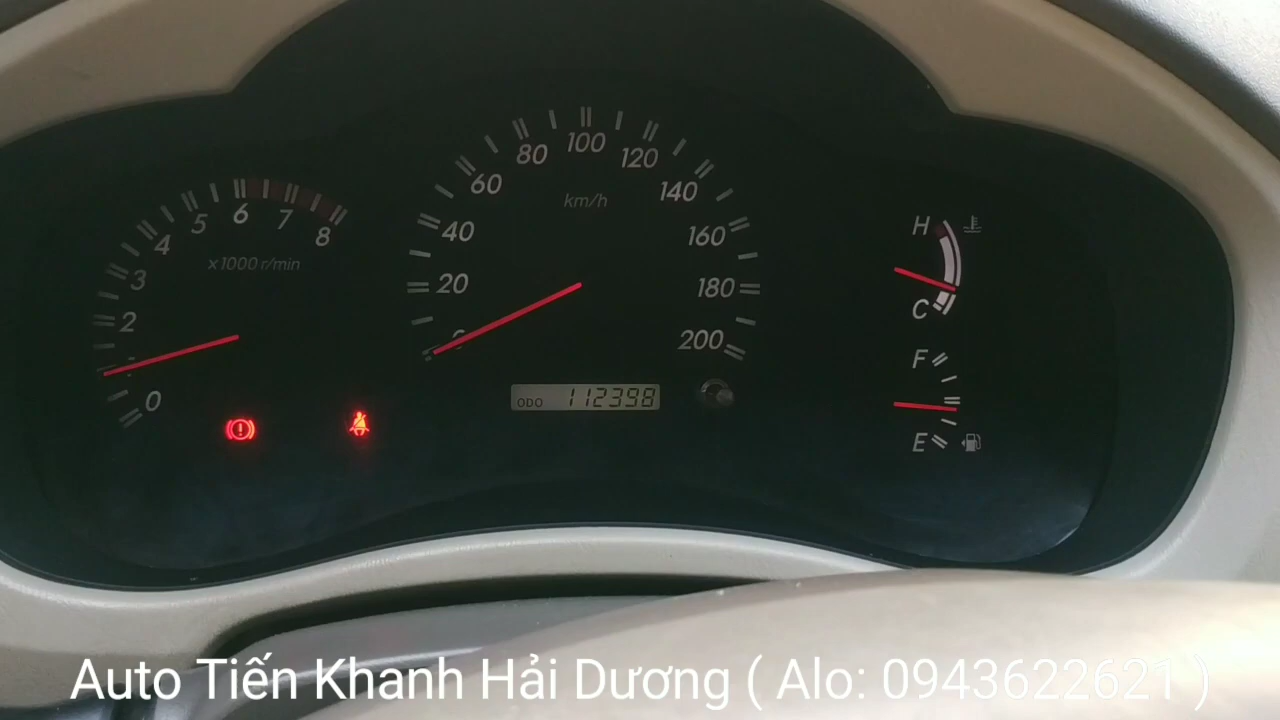 80 100 120
60 140
km/h
5 6 7
4 8
40 160
3 x1000 r/min
H
20 180
2
C
0 200
F
0
ODO 112398
E
Auto Tiến Khanh Hải Dương ( Alo: 0943622621 )